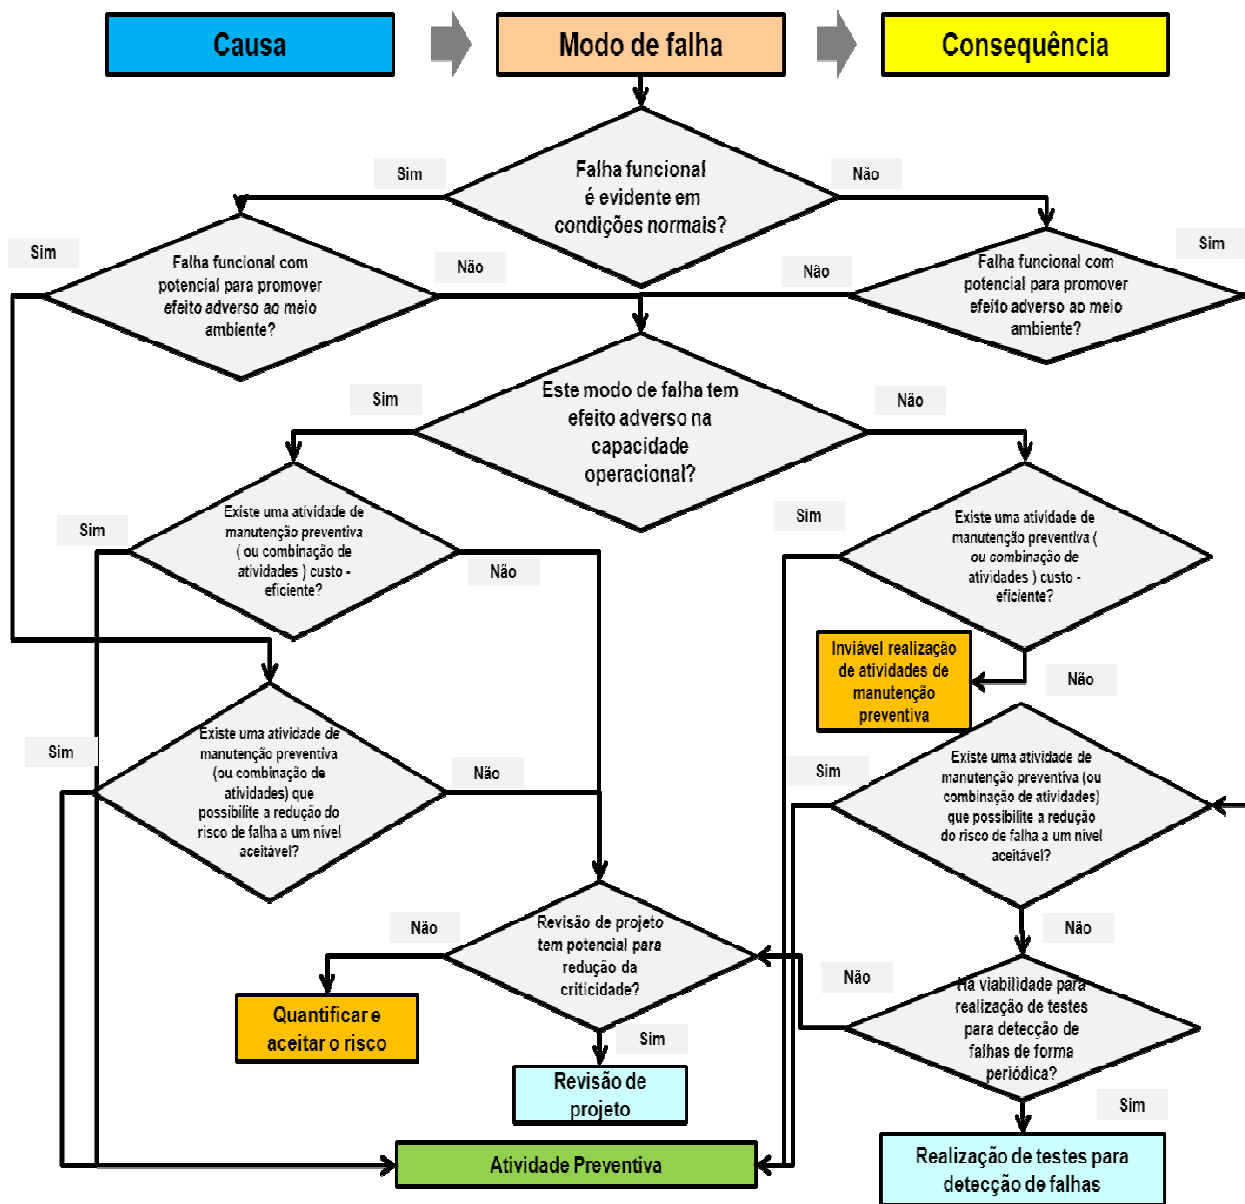 Causa
Modo de falha
Consequência
Sim
Falha funcional
é evidente em
condições normais?
Não
Sim
Falha funcional com
potencial para promover
efeito adverso ao meio
ambiente?
Não
Não
Falha funcional com
potencial para promover
efeito adverso ao meio
ambiente?
Sim
Sim
Este modo de falha tem
efeito adverso na
capacidade
operacional?
Não
Sim
Existe uma atividade de
manutenção preventiva
( ou combinação de
atividades ) custo -
eficiente?
Não
Sim
Existe uma atividade de
manutenção preventiva (
ou combinação de
atividades ) custo -
eficiente?
Inviável realização
de atividades de
manutenção
preventiva
Não
Sim
Existe uma atividade de
manutenção preventiva
(ou combinação de
atividades) que
possibilite a redução do
risco de falha a um nível
aceitável?
Não
Sim
Existe uma atividade de
manutenção preventiva (ou
combinação de atividades)
que possibilite a redução
do risco de falha a um nível
aceitável?
Não
Não
Revisão de projeto
tem potencial para
redução da
criticidade?
Não
Há viabilidade para
realização de testes
para detecção de
falhas de forma
periódica?
Quantificar e
aceitar o risco
Sim
Revisão de
projeto
Sim
Atividade Preventiva
Realização de testes para
detecção de falhas